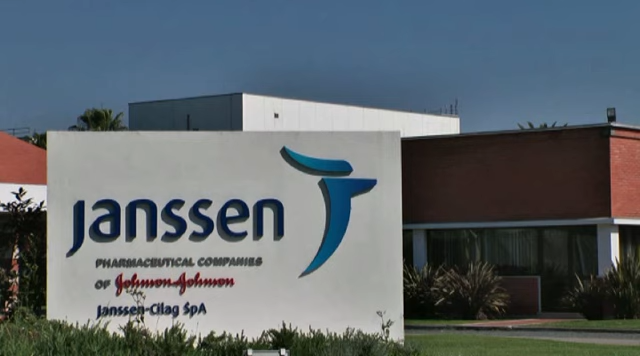 Janssen
PHARMACEUTICAL COMPANIES
OF Johnson & Johnson
Janssen-Cilag SpA